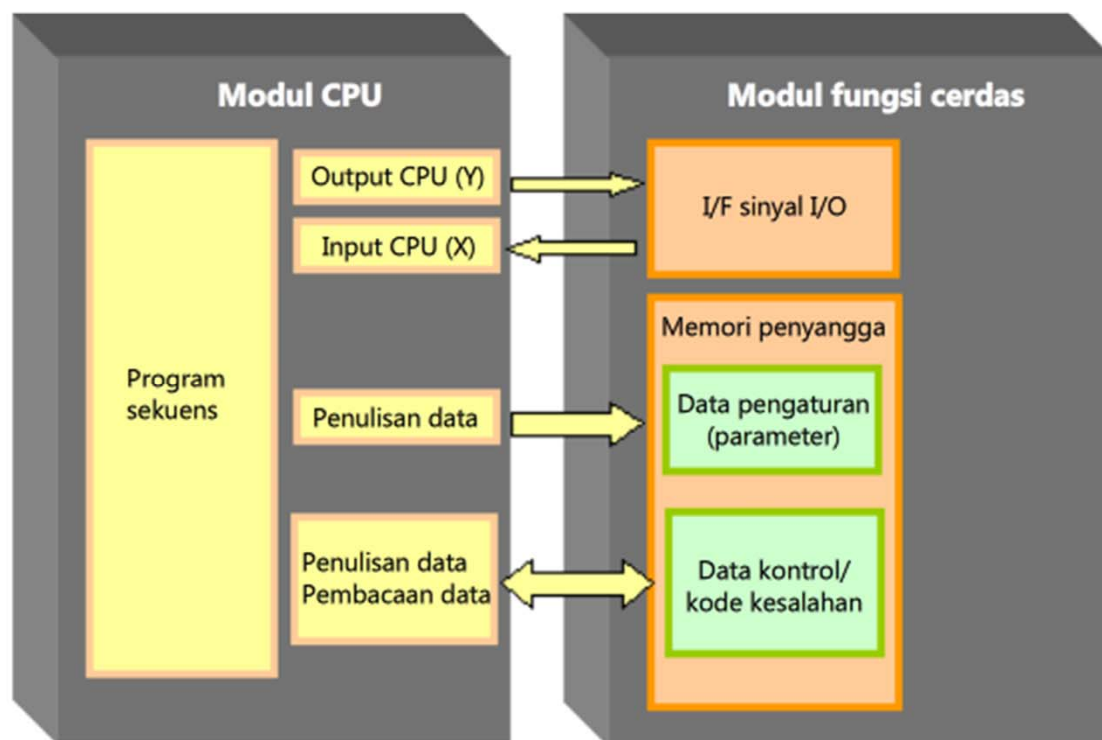 Modul CPU
Program
sekuens
Output CPU (Y)
Input CPU (X)
Penulisan data
Penulisan data
Pembacaan data
Modul fungsi cerdas
I/F sinyal I/O
Memori penyangga
Data pengaturan
(parameter)
Data kontrol/
kode kesalahan